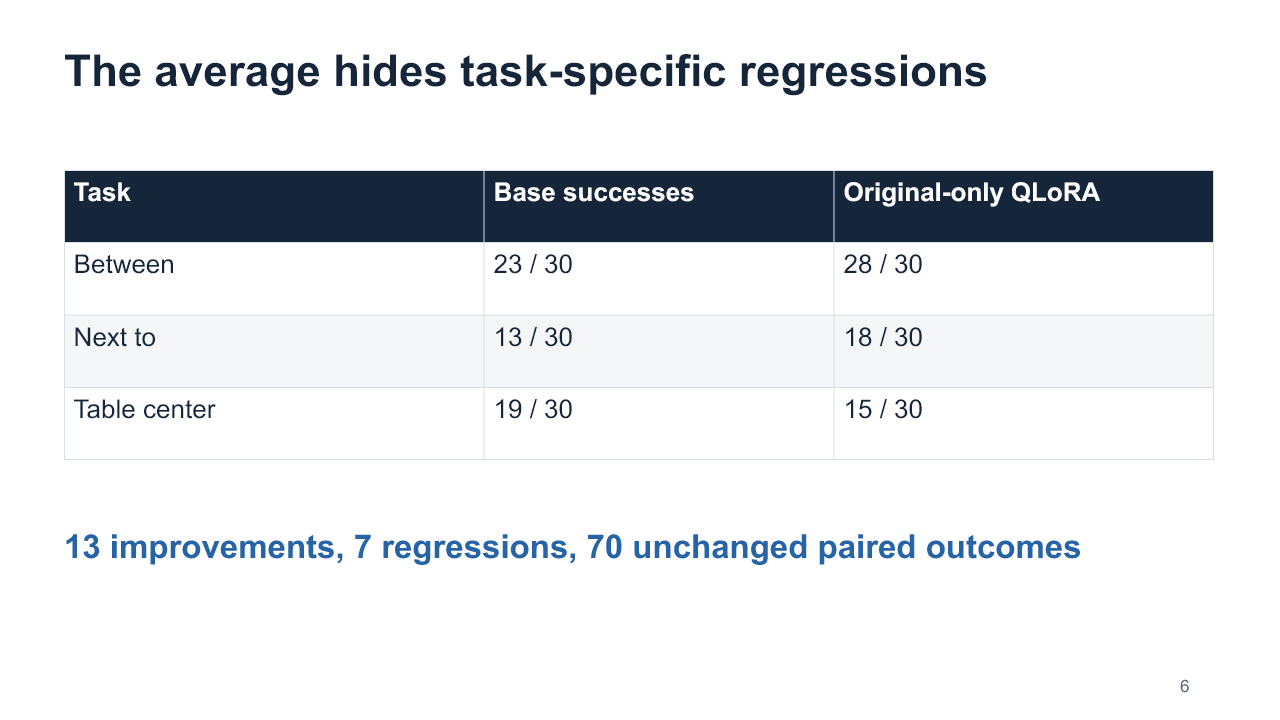 The average hides task-specific regressions
Task Base successes Original-only QLoRA
Between 23 / 30 28 / 30
Next to 13 / 30 18 / 30
Table center 19 / 30 15 / 30
13 improvements, 7 regressions, 70 unchanged paired outcomes
6